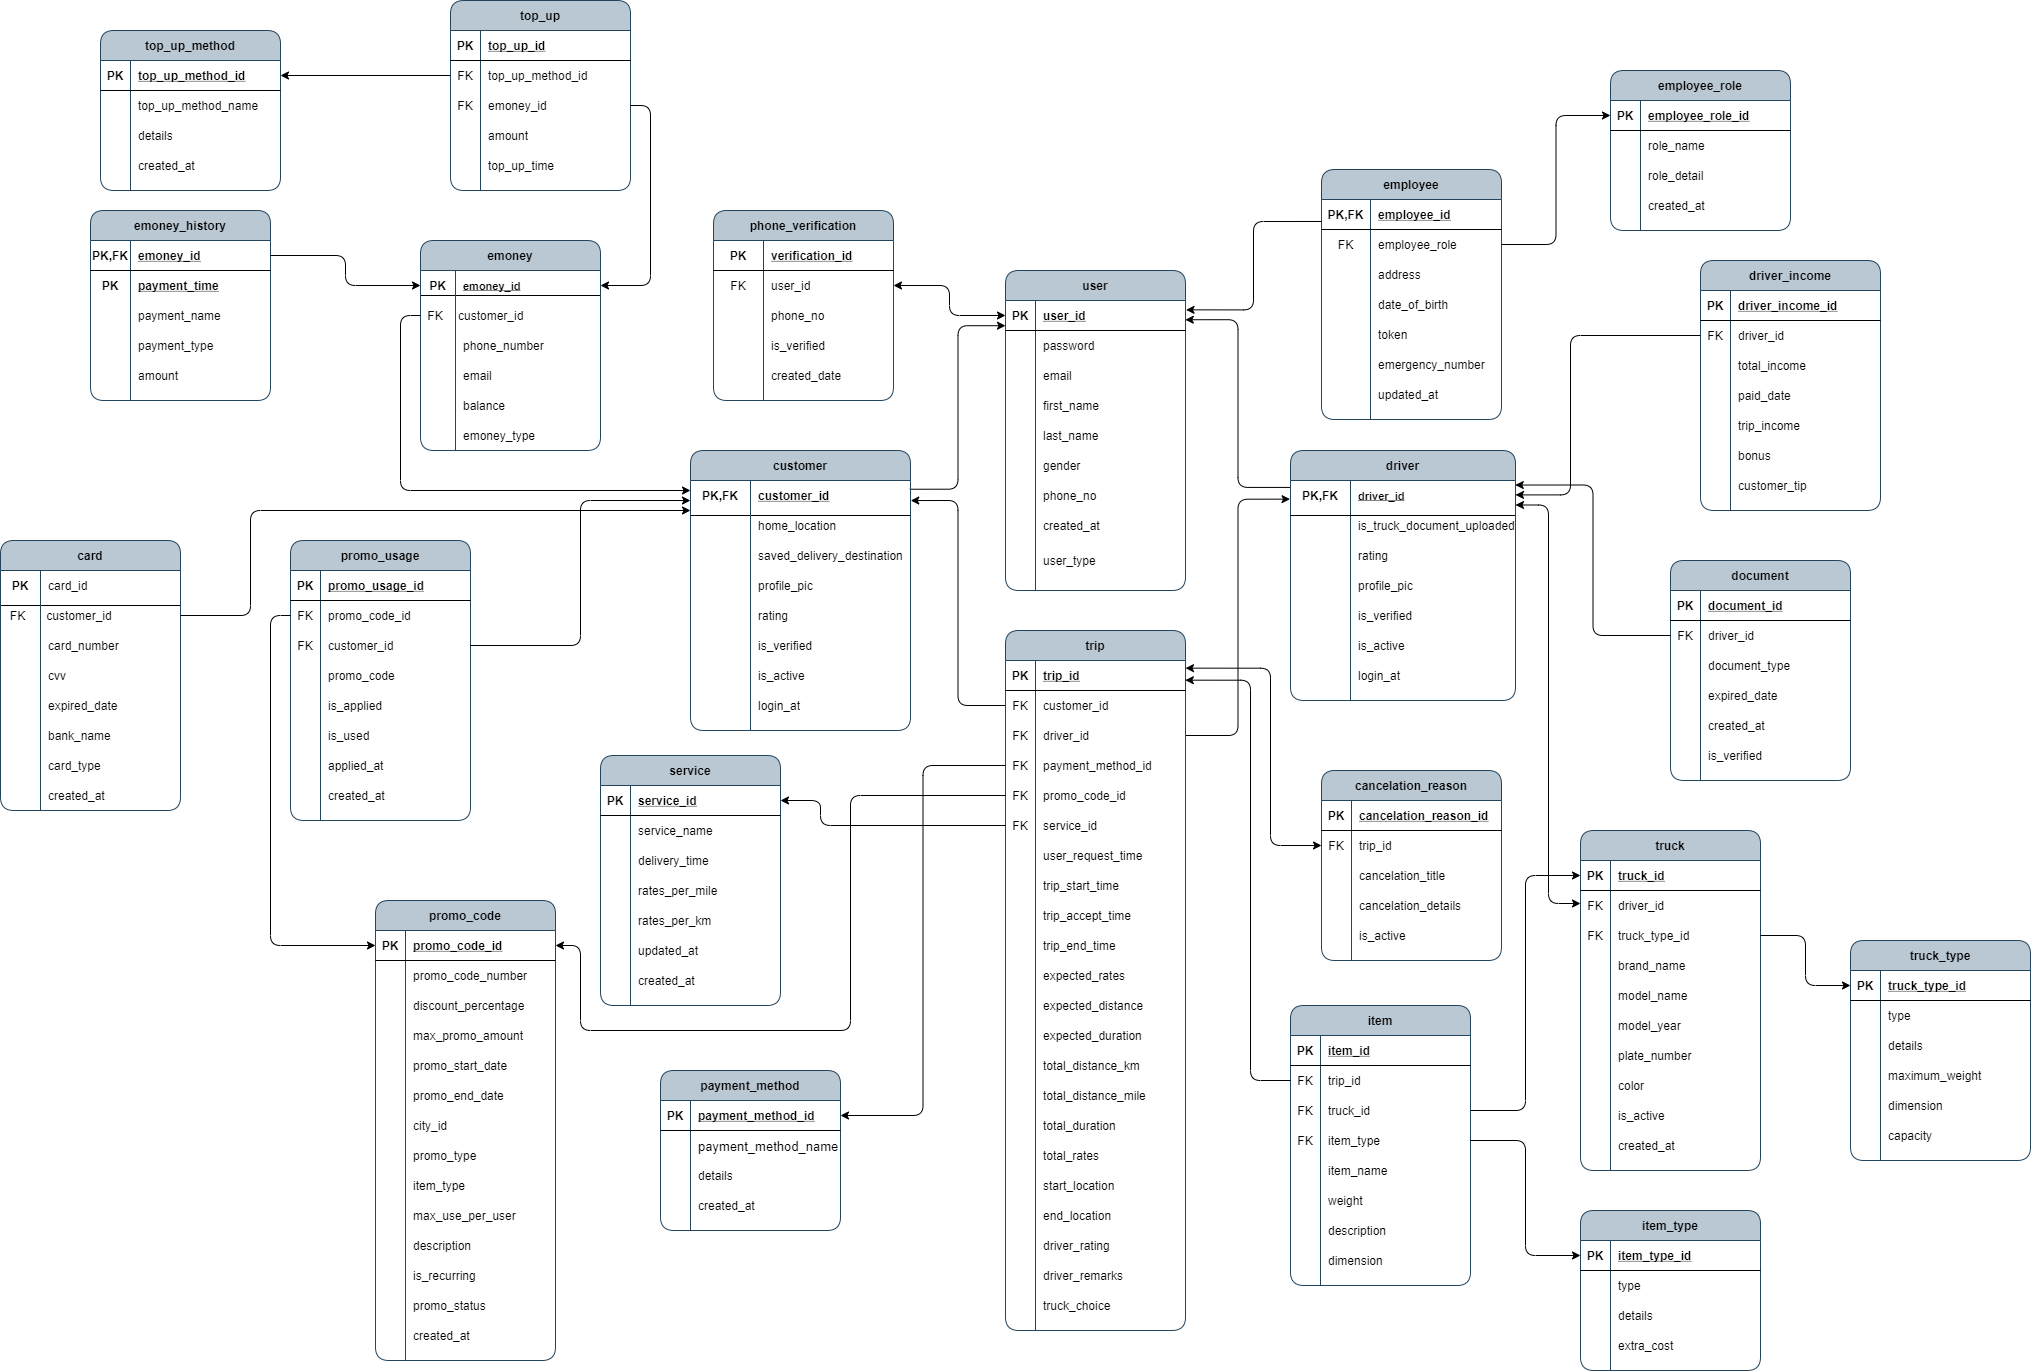 top_up
PK top_up_id
FK top_up_method_id
FK emoney_id
amount
top_up_time
top_up_method
PK top_up_method_id
top_up_method_name
details
created_at
employee_role
PK employee_role_id
role_name
role_detail
created_at
employee
PK,FK employee_id
FK employee_role
address
date_of_birth
token
emergency_number
updated_at
emoney_history
PK,FK emoney_id
PK payment_time
payment_name
payment_type
amount
emoney
PK emoney_id
FK customer_id
phone_number
email
balance
emoney_type
phone_verification
PK verification_id
FK user_id
phone_no
is_verified
created_date
user
PK user_id
password
email
first_name
last_name
gender
phone_no
created_at
user_type
driver_income
PK driver_income_id
FK driver_id
total_income
paid_date
trip_income
bonus
customer_tip
customer
PK,FK customer_id
home_location
saved_delivery_destination
profile_pic
rating
is_verified
is_active
login_at
driver
PK,FK driver_id
is_truck_document_uploaded
rating
profile_pic
is_verified
is_active
login_at
card
PK card_id
FK customer_id
card_number
cvv
expired_date
bank_name
card_type
created_at
promo_usage
PK promo_usage_id
FK promo_code_id
FK customer_id
promo_code
is_applied
is_used
applied_at
created_at
document
PK document_id
FK driver_id
document_type
expired_date
created_at
is_verified
trip
PK trip_id
FK customer_id
FK driver_id
FK payment_method_id
FK promo_code_id
FK service_id
user_request_time
trip_start_time
trip_accept_time
trip_end_time
expected_rates
expected_distance
expected_duration
total_distance_km
total_distance_mile
total_duration
total_rates
start_location
end_location
driver_rating
driver_remarks
truck_choice
service
PK service_id
service_name
delivery_time
rates_per_mile
rates_per_km
updated_at
created_at
cancelation_reason
PK cancelation_reason_id
FK trip_id
cancelation_title
cancelation_details
is_active
truck
PK truck_id
FK driver_id
FK truck_type_id
brand_name
model_name
model_year
plate_number
color
is_active
created_at
promo_code
PK promo_code_id
promo_code_number
discount_percentage
max_promo_amount
promo_start_date
promo_end_date
city_id
promo_type
item_type
max_use_per_user
description
is_recurring
promo_status
created_at
truck_type
PK truck_type_id
type
details
maximum_weight
dimension
capacity
item
PK item_id
FK trip_id
FK truck_id
FK item_type
item_name
weight
description
dimension
payment_method
PK payment_method_id
payment_method_name
details
created_at
item_type
PK item_type_id
type
details
extra_cost